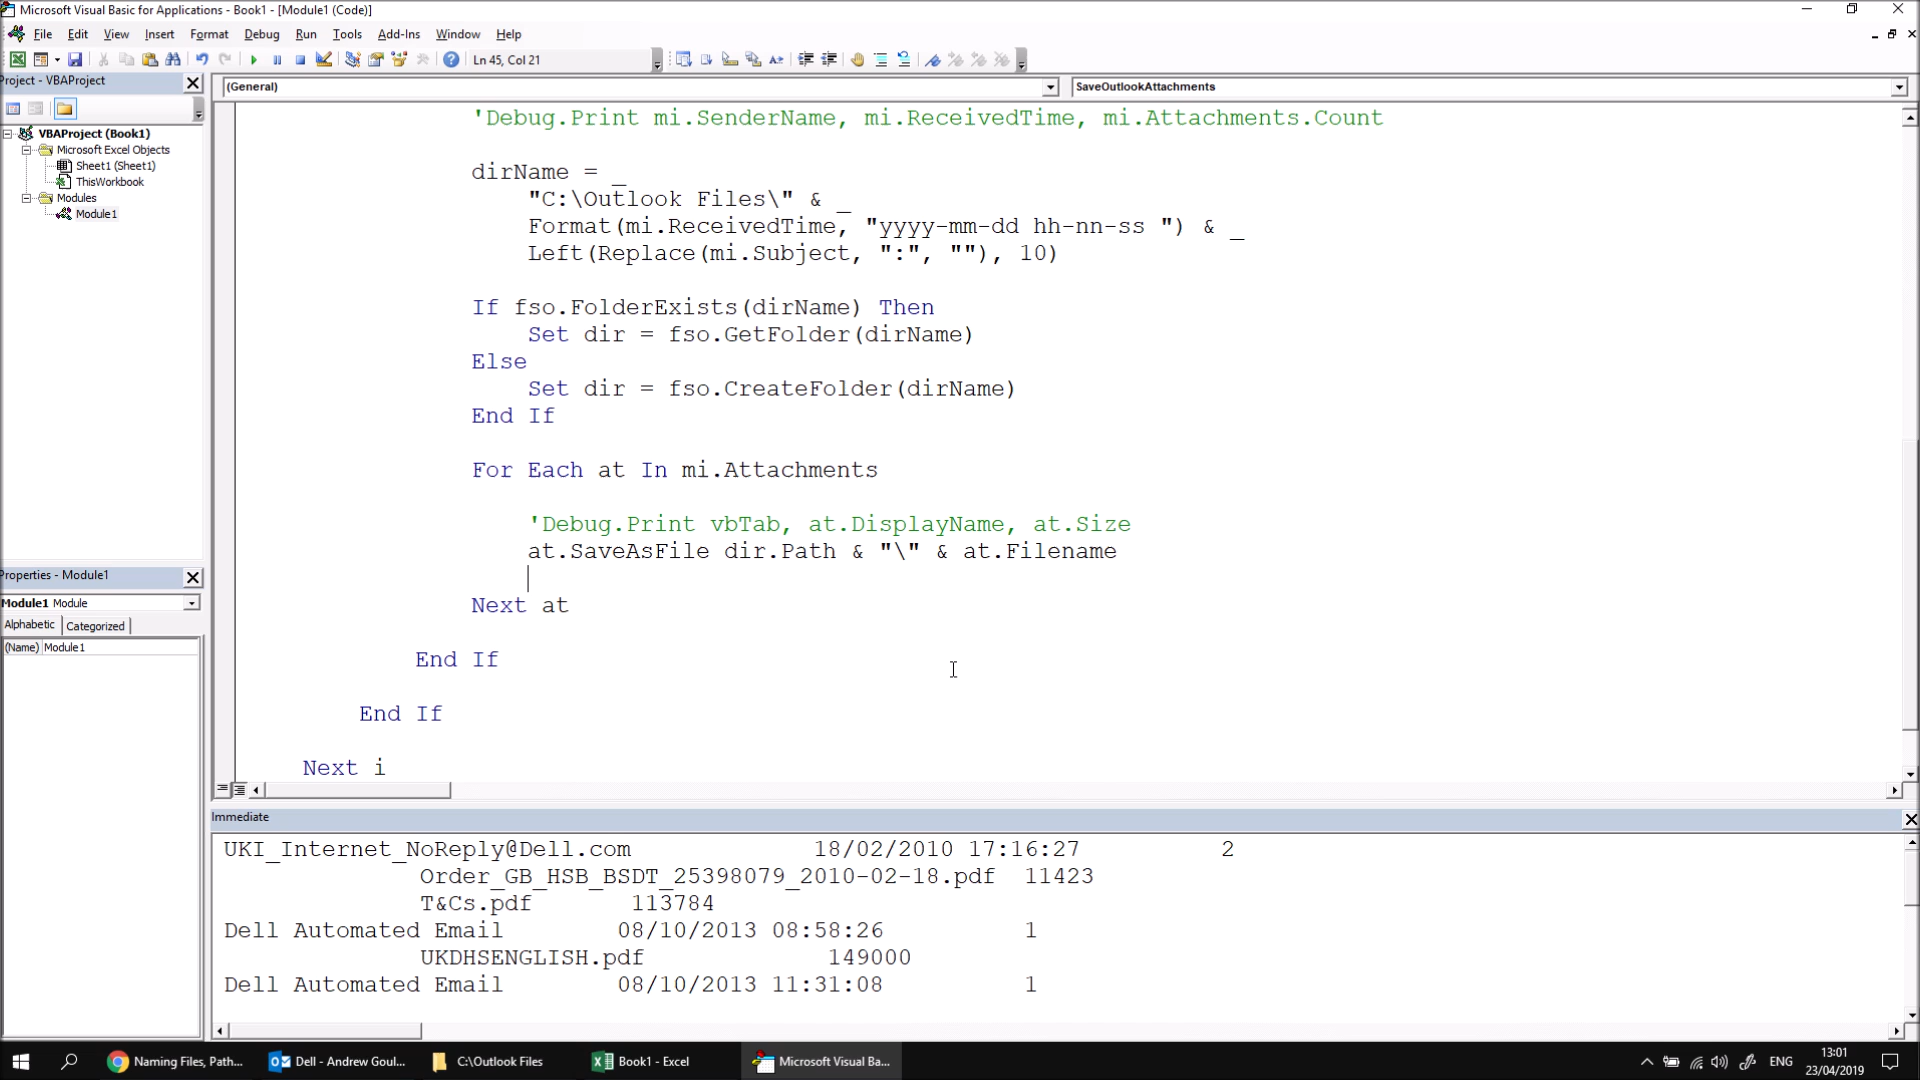 Microsoft Visual Basic for Applications - Book1 - [Module1 (Code)]
File Edit View Insert Format Debug Run Tools Add-Ins Window Help
Ln 45, Col 21
Project - VBAProject
(General)
SaveOutlookAttachments
VBAProject (Book1)
Microsoft Excel Objects
Sheet1 (Sheet1)
ThisWorkbook
Modules
Module1
'Debug.Print mi.SenderName, mi.ReceivedTime, mi.Attachments.Count
dirName = _
"C:\Outlook Files\" & _
Format(mi.ReceivedTime, "yyyy-mm-dd hh-nn-ss ") & _
Left(Replace(mi.Subject, ":", ""), 10)
If fso.FolderExists(dirName) Then
Set dir = fso.GetFolder(dirName)
Else
Set dir = fso.CreateFolder(dirName)
End If
For Each at In mi.Attachments
'Debug.Print vbTab, at.DisplayName, at.Size
at.SaveAsFile dir.Path & "\" & at.Filename
Next at
End If
End If
Next i
Properties - Module1
Module1 Module
Alphabetic Categorized
(Name) Module1
Immediate
UKI_Internet_NoReply@Dell.com 18/02/2010 17:16:27 2
Order_GB_HSB_BSDT_25398079_2010-02-18.pdf 11423
T&Cs.pdf 113784
Dell Automated Email 08/10/2013 08:58:26 1
UKDHSENGLISH.pdf 149000
Dell Automated Email 08/10/2013 11:31:08 1
Naming Files, Path...
Dell - Andrew Goul...
C:\Outlook Files
Book1 - Excel
Microsoft Visual Ba...
ENG
13:01
23/04/2019